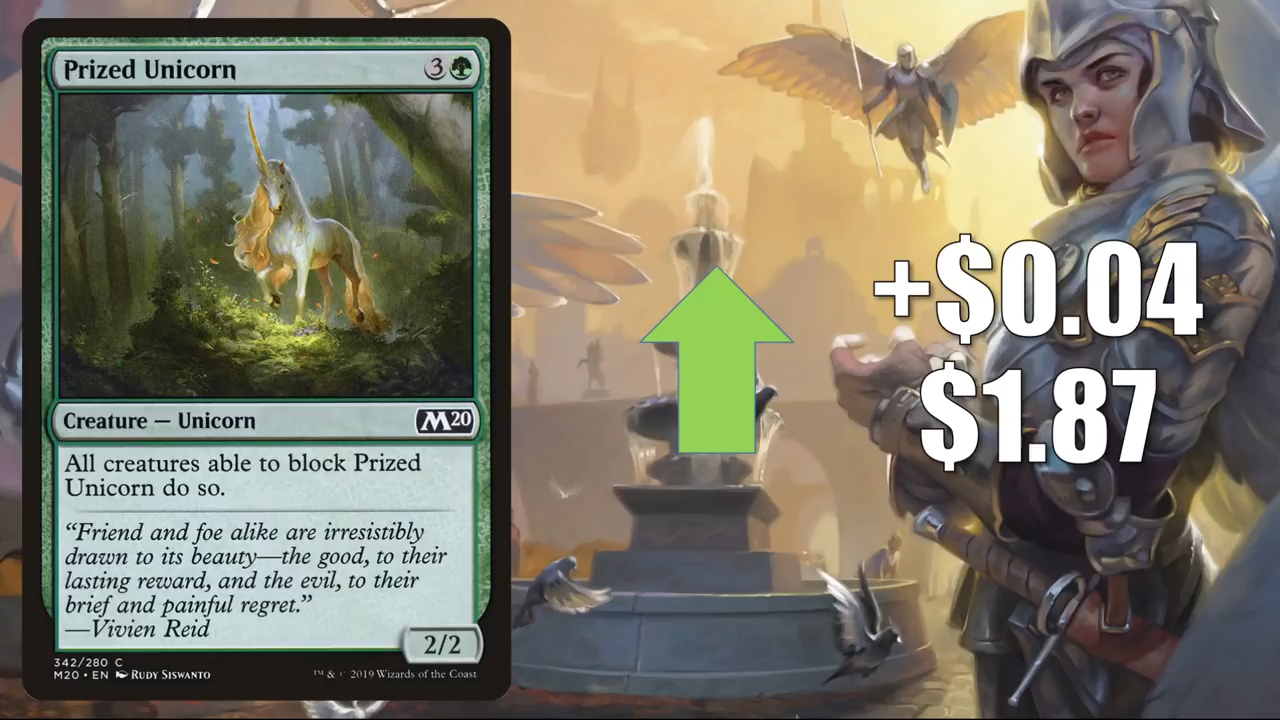 Prized Unicorn 3
Creature — Unicorn M20
All creatures able to block Prized
Unicorn do so.
“Friend and foe alike are irresistibly
drawn to its beauty—the good, to their
lasting reward, and the evil, to their
brief and painful regret.”
—Vivien Reid
2/2
342/280 C
M20 • EN Rudy Siswanto
™ & © 2019 Wizards of the Coast
+$0.04
$1.87